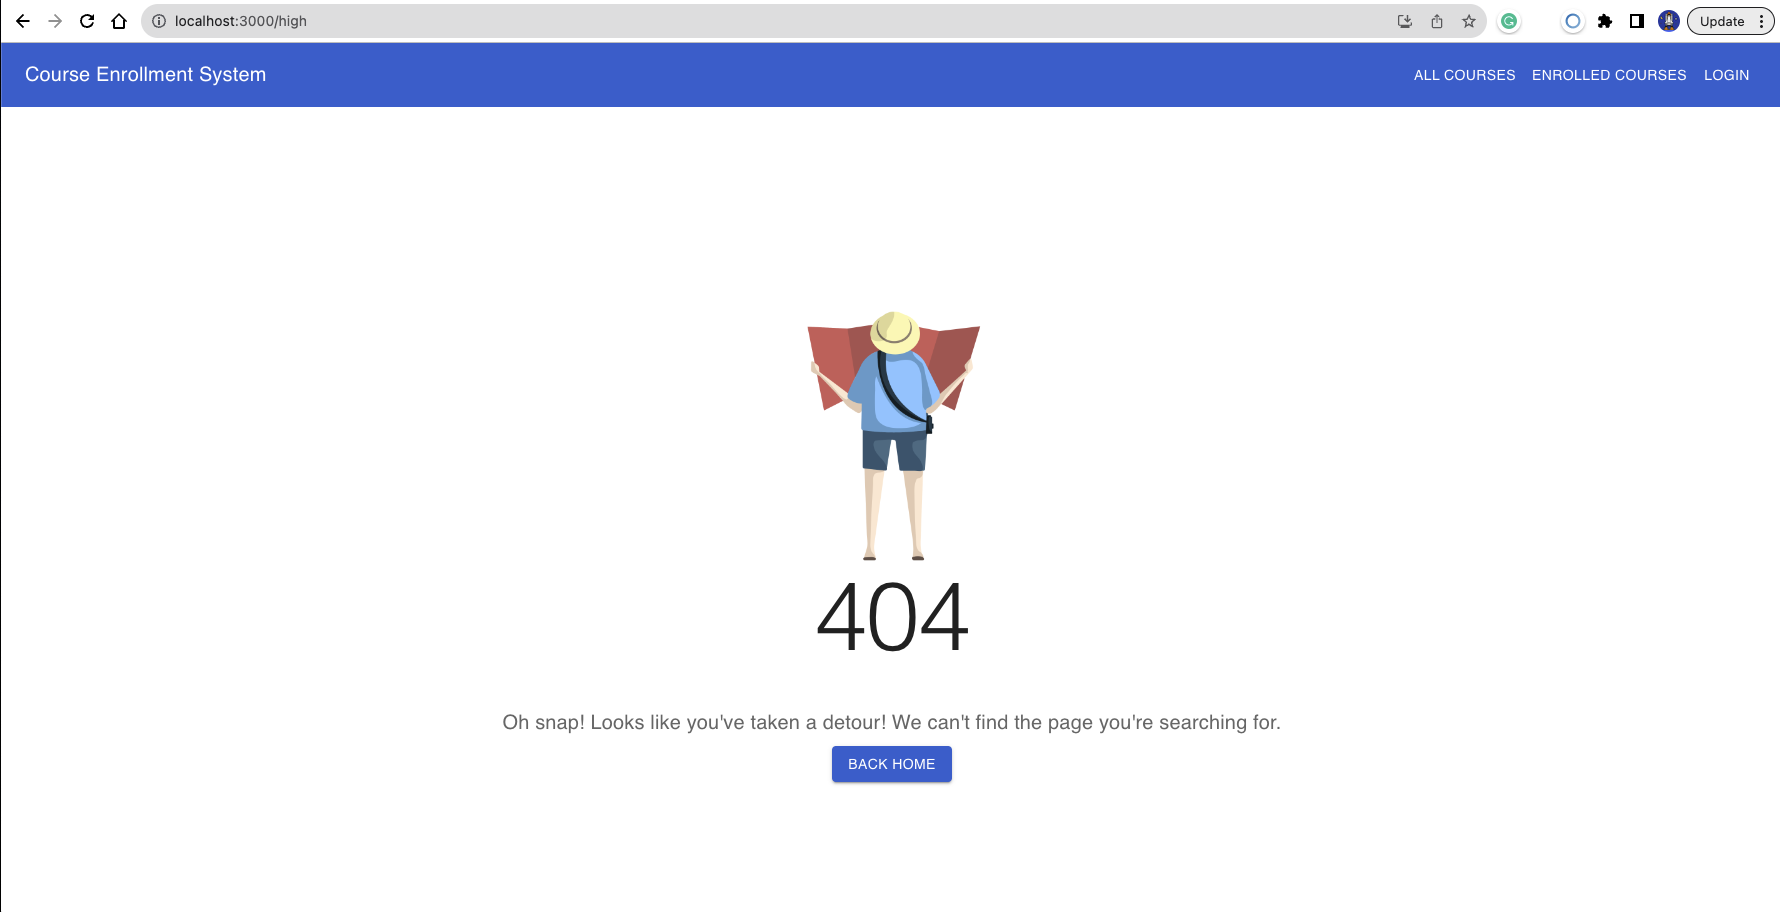 localhost:3000/high
Update
Course Enrollment System
ALL COURSES ENROLLED COURSES LOGIN
404
Oh snap! Looks like you've taken a detour! We can't find the page you're searching for.
BACK HOME